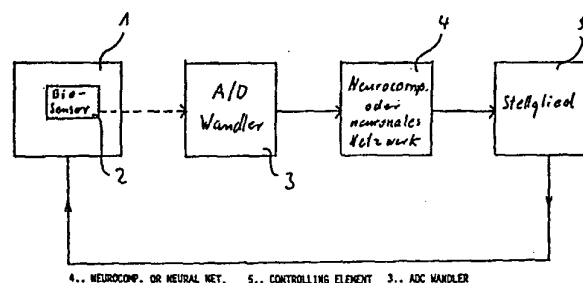 1
4
5
Bio-
Sensor
2
A/D
Wandler
3
Neurocomp.
oder
neuronales
Netzwerk
Stellglied
4.. NEUROCOMP. OR NEURAL NET. 5.. CONTROLLING ELEMENT 3.. ADC WANDLER